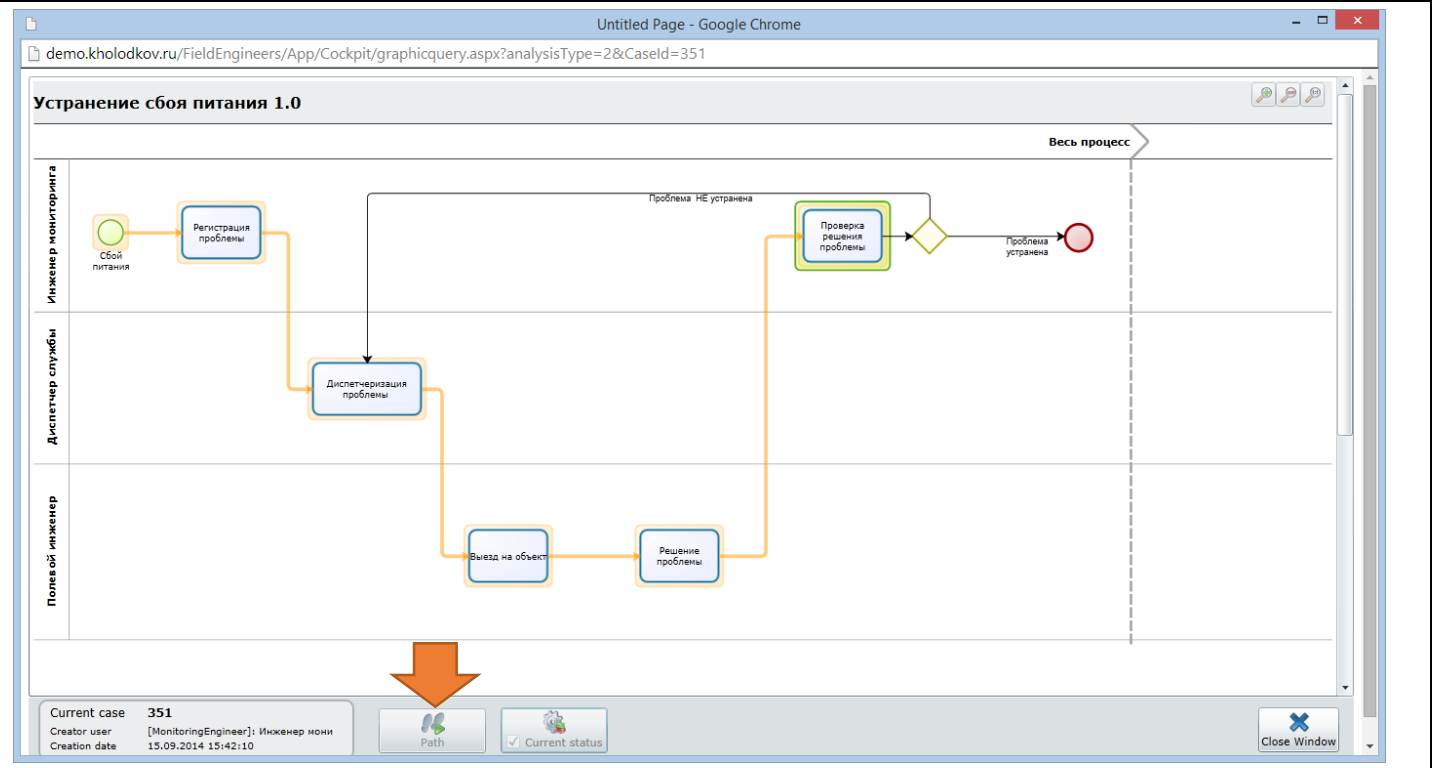 Untitled Page - Google Chrome
demo.kholodkov.ru/FieldEngineers/App/Cockpit/graphicquery.aspx?analysisType=2&CaseId=351
Устранение сбоя питания 1.0
Весь процесс
Инженер мониторинга
Сбой
питания
Регистрация
проблемы
Проблема НЕ устранена
Проверка
решения
проблемы
Проблема
устранена
Диспетчер службы
Диспетчеризация
проблемы
Полевой инженер
Выезд на объект
Решение
проблемы
Current case 351
Creator user [MonitoringEngineer]: Инженер мони
Creation date 15.09.2014 15:42:10
Path
Current status
Close Window